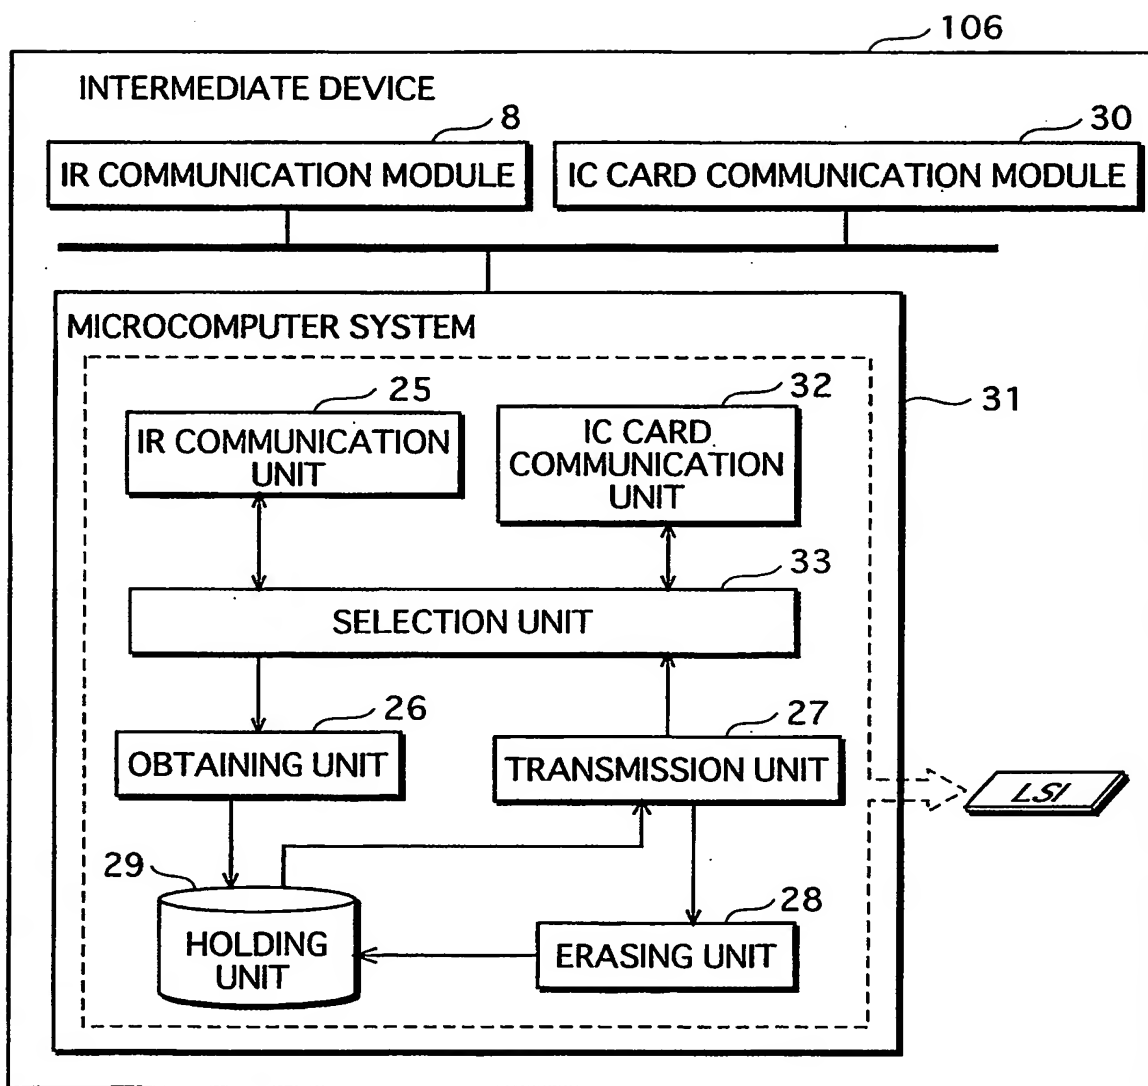 106
INTERMEDIATE DEVICE
8
30
IR COMMUNICATION MODULE
IC CARD COMMUNICATION MODULE
MICROCOMPUTER SYSTEM
31
25
32
IR COMMUNICATION
UNIT
IC CARD
COMMUNICATION
UNIT
33
SELECTION UNIT
26
27
OBTAINING UNIT
TRANSMISSION UNIT
LSI
29
28
HOLDING
UNIT
ERASING UNIT